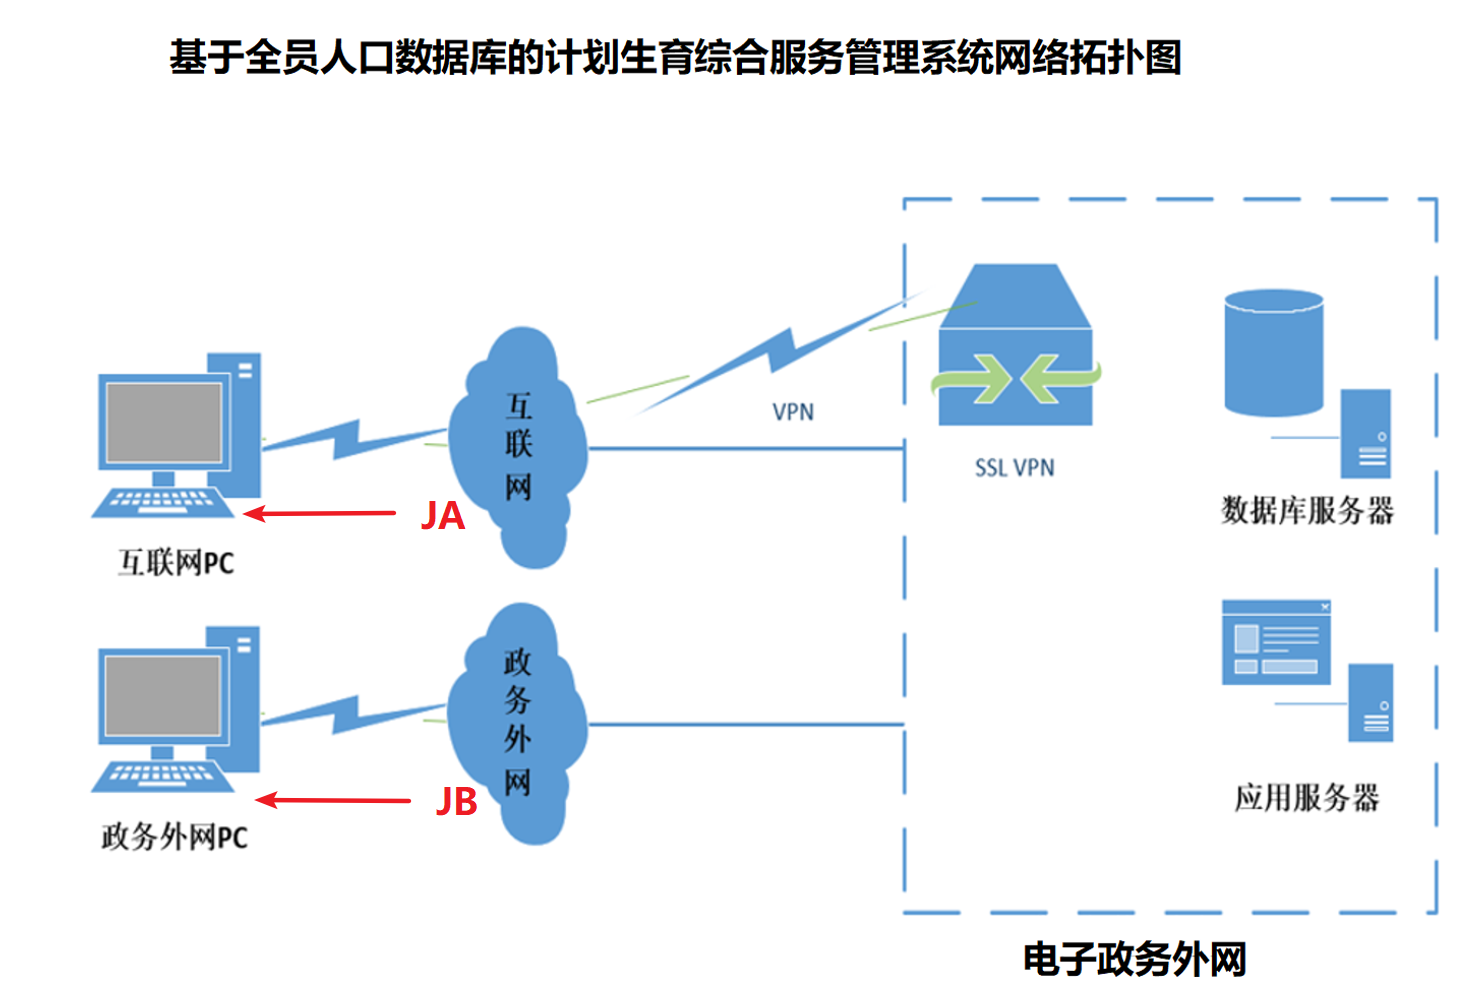 基于全员人口数据库的计划生育综合服务管理系统网络拓扑图
互联网
VPN
SSL VPN
数据库服务器
JA
互联网PC
政务外网
应用服务器
JB
政务外网PC
电子政务外网